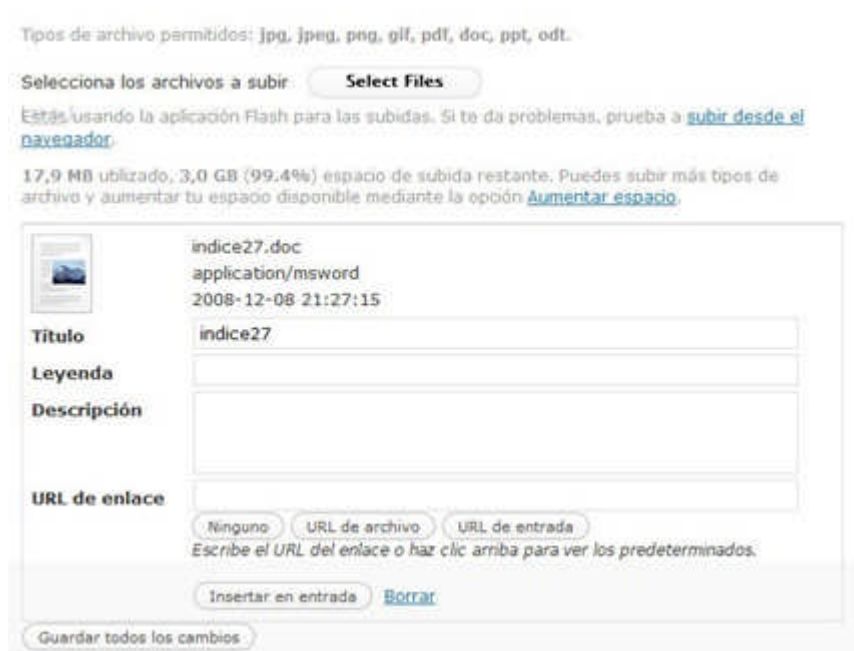 Tipos de archivo permitidos: jpg, jpeg, png, gif, pdf, doc, ppt, odt.
Selecciona los archivos a subir Select Files
Estás usando la aplicación Flash para las subidas. Si te da problemas, prueba a subir desde el
navegador.
17,9 MB utilizado, 3,0 GB (99.4%) espacio de subida restante. Puedes subir más tipos de
archivo y aumentar tu espacio disponible mediante la opción Aumentar espacio.
indice27.doc
application/msword
2008-12-08 21:27:15
Título indice27
Leyenda
Descripción
URL de enlace
Ninguno URL de archivo URL de entrada
Escribe el URL del enlace o haz clic arriba para ver los predeterminados.
Insertar en entrada Borrar
Guardar todos los cambios